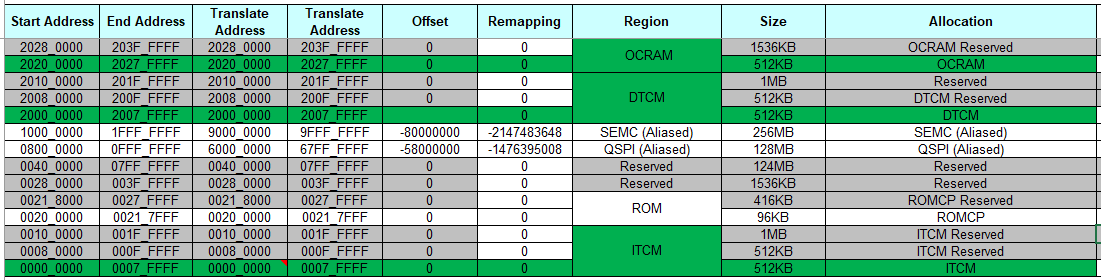 Start Address End Address Translate Address Translate Address Offset Remapping Region Size Allocation
2028_0000 203F_FFFF 2028_0000 203F_FFFF 0 0 OCRAM 1536KB OCRAM Reserved
2020_0000 2027_FFFF 2020_0000 2027_FFFF 0 0 512KB OCRAM
2010_0000 201F_FFFF 2010_0000 201F_FFFF 0 0 DTCM 1MB Reserved
2008_0000 200F_FFFF 2008_0000 200F_FFFF 0 0 512KB DTCM Reserved
2000_0000 2007_FFFF 2000_0000 2007_FFFF 0 512KB DTCM
1000_0000 1FFF_FFFF 9000_0000 9FFF_FFFF -80000000 -2147483648 SEMC (Aliased) 256MB SEMC (Aliased)
0800_0000 0FFF_FFFF 6000_0000 67FF_FFFF -58000000 -1476395008 QSPI (Aliased) 128MB QSPI (Aliased)
0040_0000 07FF_FFFF 0040_0000 07FF_FFFF 0 0 Reserved 124MB Reserved
0028_0000 003F_FFFF 0028_0000 003F_FFFF 0 0 Reserved 1536KB Reserved
0021_8000 0027_FFFF 0021_8000 0027_FFFF 0 0 ROM 416KB ROMCP Reserved
0020_0000 0021_7FFF 0020_0000 0021_7FFF 0 0 96KB ROMCP
0010_0000 001F_FFFF 0010_0000 001F_FFFF 0 0 ITCM 1MB ITCM Reserved
0008_0000 000F_FFFF 0008_0000 000F_FFFF 0 0 512KB ITCM Reserved
0000_0000 0007_FFFF 0000_0000 0007_FFFF 0 0 512KB ITCM